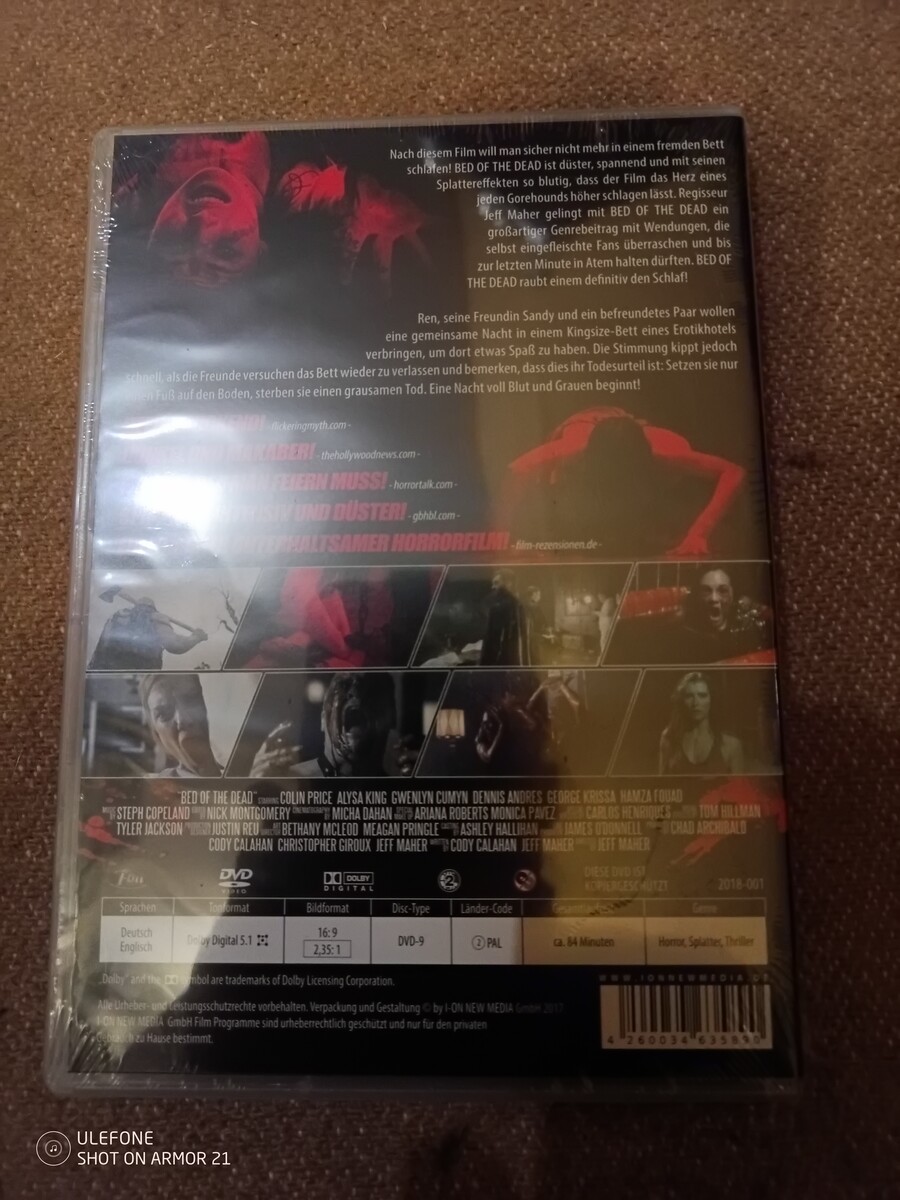 Nach diesem Film will man sicher nicht mehr in einem fremden Bett
schlafen! BED OF THE DEAD ist düster, spannend und mit seinen
Splattereffekten so blutig, dass der Film das Herz eines
jeden Gorehounds höher schlagen lässt. Regisseur
Jeff Maher gelingt mit BED OF THE DEAD ein
großartiger Genrebeitrag mit Wendungen, die
selbst eingefleischte Fans überraschen und bis
zur letzten Minute in Atem halten dürften. BED OF
THE DEAD raubt einem definitiv den Schlaf!
Ren, seine Freundin Sandy und ein befreundetes Paar wollen
eine gemeinsame Nacht in einem Kingsize-Bett eines Erotikhotels
verbringen, um dort etwas Spaß zu haben. Die Stimmung kippt jedoch
schnell, als die Freunde versuchen das Bett wieder zu verlassen und bemerken, dass dies ihr Todesurteil ist: Setzen sie nur
Fuß auf den Boden, sterben sie einen grausamen Tod. Eine Nacht voll Blut und Grauen beginnt!
- flickeringmyth.com -
- thehollywoodnews.com -
FEIERN MUSS! - horrortalk.com -
UND DÜSTER! - gbhbl.com -
HORRORFILM! - film-rezensionen.de -
"BED OF THE DEAD" COLIN PRICE ALYSA KING GWENLYN CUMYN DENNIS ANDRES GEORGE KRISSA HAMZA FOUAD
STEPH COPELAND NICK MONTGOMERY MICHA DAHAN ARIANA ROBERTS MONICA PAVEZ CARLOS HENRIQUES TOM HILLMAN
TYLER JACKSON JUSTIN REU BETHANY MCLEOD MEAGAN PRINGLE ASHLEY HALLIHAN JAMES O'DONNELL CHAD ARCHIBALD
CODY CALAHAN CHRISTOPHER GIROUX JEFF MAHER CODY CALAHAN JEFF MAHER JEFF MAHER
DVD VIDEO DOLBY DIGITAL 2 DIESE DVD IST
KOPIERGESCHÜTZT 2018-001
Sprachen Tonformat Bildformat Disc-Type Länder-Code Gesamtlaufzeit Genre
Deutsch
Englisch
Dolby Digital 5.1
16:9
2,35:1
DVD-9
2 PAL
ca. 84 Minuten
Horror, Splatter, Thriller
„Dolby" and the symbol are trademarks of Dolby Licensing Corporation.
WWW.IONNEWMEDIA.DE
Alle Urheber- und Leistungsschutzrechte vorbehalten. Verpackung und Gestaltung © by I-ON NEW MEDIA GmbH 2017
I-ON NEW MEDIA GmbH Film Programme sind urheberrechtlich geschützt und nur für den privaten
Gebrauch zu Hause bestimmt.
4 260034 635890
ULEFONE
SHOT ON ARMOR 21